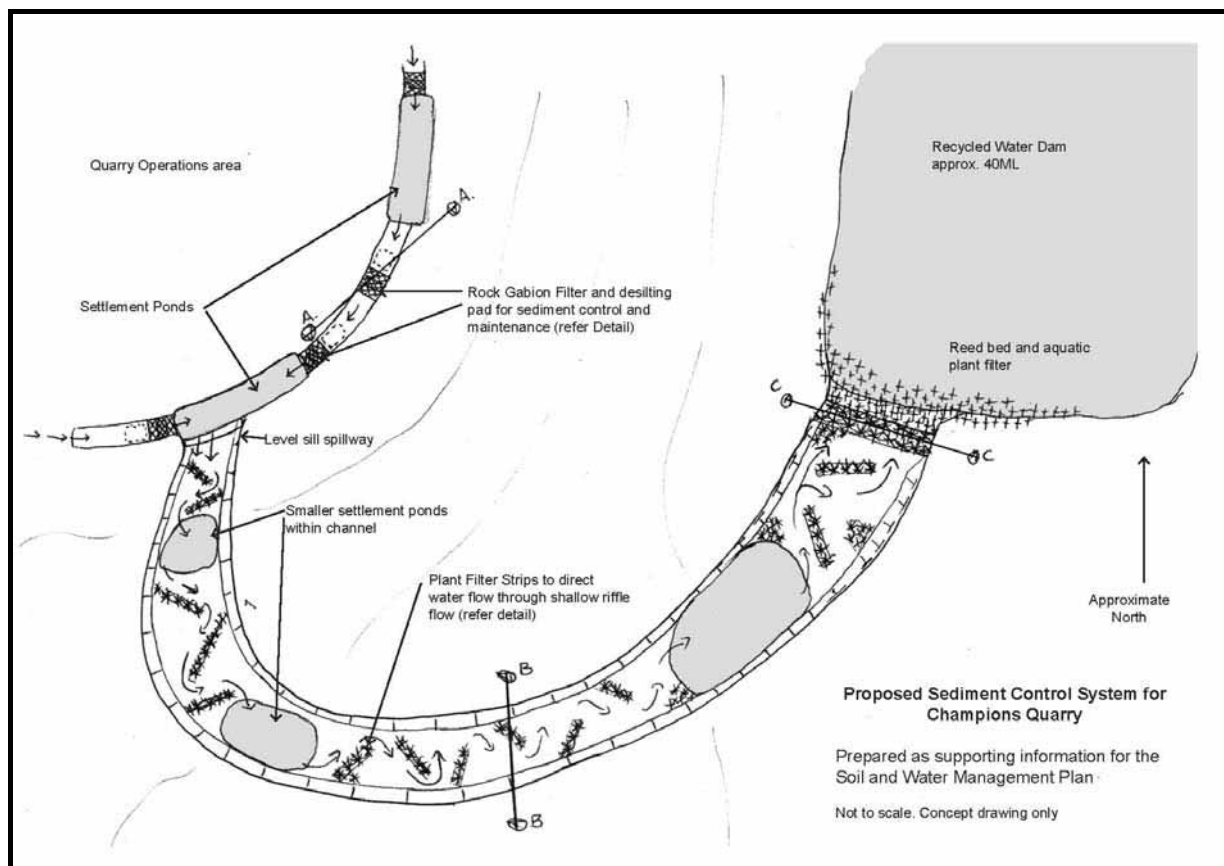 Quarry Operations area
Recycled Water Dam
approx. 40ML
A.
Settlement Ponds
A.
Rock Gabion Filter and desilting
pad for sediment control and
maintenance (refer Detail)
Reed bed and aquatic
plant filter
C
C
Level sill spillway
Smaller settlement ponds
within channel
Plant Filter Strips to direct
water flow through shallow riffle
flow (refer detail)
Approximate
North
B
B
Proposed Sediment Control System for
Champions Quarry
Prepared as supporting information for the
Soil and Water Management Plan
Not to scale. Concept drawing only